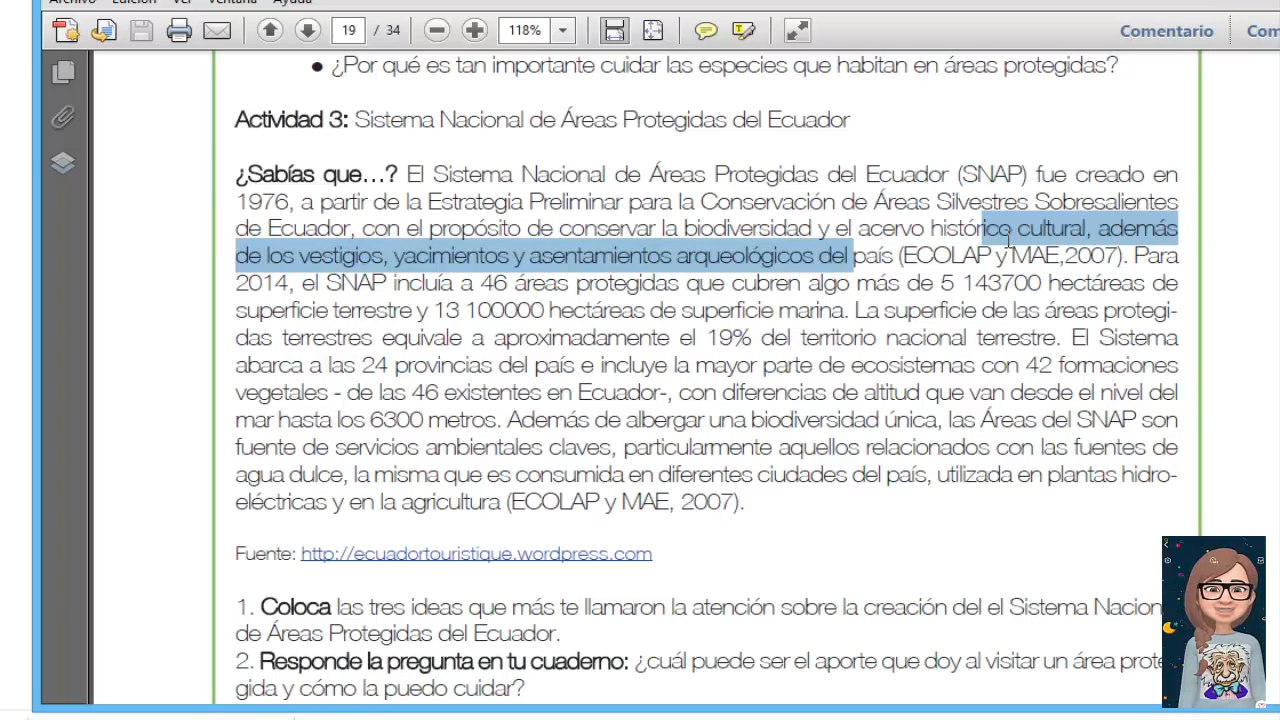 Edición Ver Ventana Ayuda
19 / 34 118% Comentario
● ¿Por qué es tan importante cuidar las especies que habitan en áreas protegidas?
Actividad 3: Sistema Nacional de Áreas Protegidas del Ecuador
¿Sabías que...? El Sistema Nacional de Áreas Protegidas del Ecuador (SNAP) fue creado en
1976, a partir de la Estrategia Preliminar para la Conservación de Áreas Silvestres Sobresalientes
de Ecuador, con el propósito de conservar la biodiversidad y el acervo histórico cultural, además
de los vestigios, yacimientos y asentamientos arqueológicos del país (ECOLAP y MAE,2007). Para
2014, el SNAP incluía a 46 áreas protegidas que cubren algo más de 5 143700 hectáreas de
superficie terrestre y 13 100000 hectáreas de superficie marina. La superficie de las áreas protegi-
das terrestres equivale a aproximadamente el 19% del territorio nacional terrestre. El Sistema
abarca a las 24 provincias del país e incluye la mayor parte de ecosistemas con 42 formaciones
vegetales - de las 46 existentes en Ecuador-, con diferencias de altitud que van desde el nivel del
mar hasta los 6300 metros. Además de albergar una biodiversidad única, las Áreas del SNAP son
fuente de servicios ambientales claves, particularmente aquellos relacionados con las fuentes de
agua dulce, la misma que es consumida en diferentes ciudades del país, utilizada en plantas hidro-
eléctricas y en la agricultura (ECOLAP y MAE, 2007).
Fuente: http://ecuadortouristique.wordpress.com
1. Coloca las tres ideas que más te llamaron la atención sobre la creación del el Sistema Nacion
de Áreas Protegidas del Ecuador.
2. Responde la pregunta en tu cuaderno: ¿cuál puede ser el aporte que doy al visitar un área prote
gida y cómo la puedo cuidar?